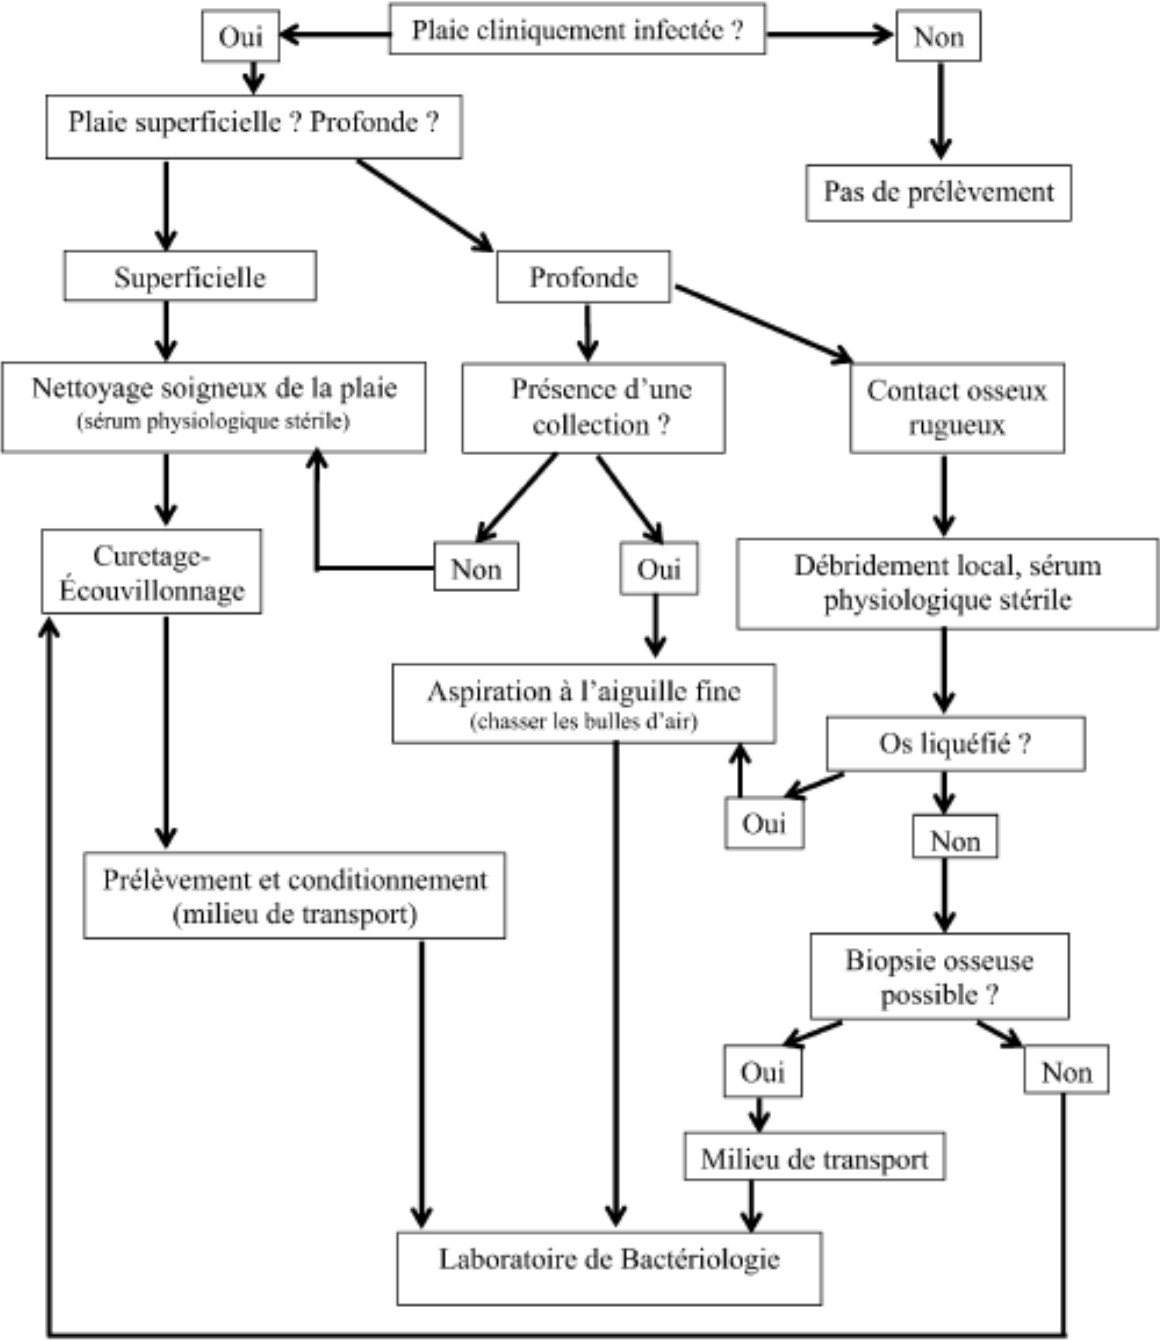 Plaie cliniquement infectée ?
Oui
Non
Plaie superficielle ? Profonde ?
Pas de prélèvement
Superficielle
Profonde
Nettoyage soigneux de la plaie
(sérum physiologique stérile)
Présence d’une
collection ?
Contact osseux
rugueux
Curetage-
Écouvillonnage
Non
Oui
Débridement local, sérum
physiologique stérile
Aspiration à l’aiguille fine
(chasser les bulles d’air)
Os liquéfié ?
Oui
Non
Prélèvement et conditionnement
(milieu de transport)
Biopsie osseuse
possible ?
Oui
Non
Milieu de transport
Laboratoire de Bactériologie